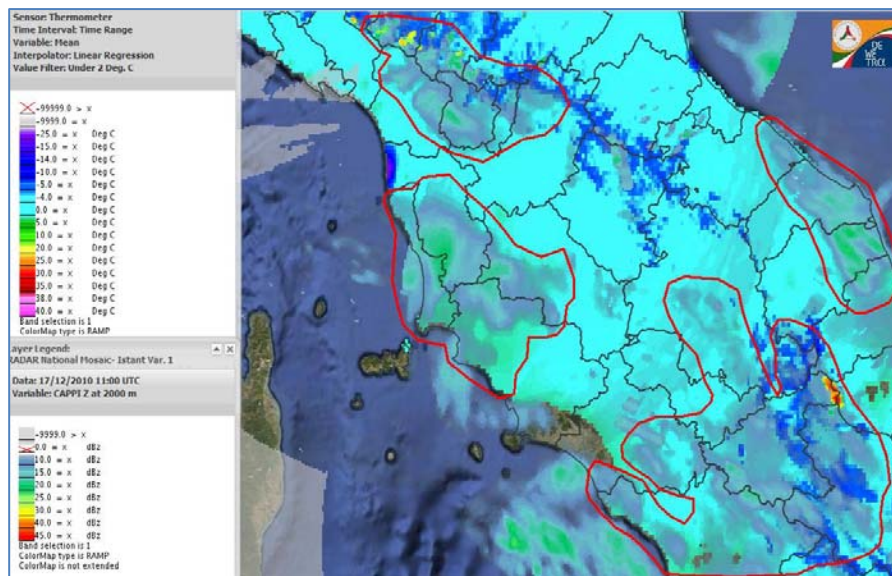 Sensor: Thermometer
Time Interval: Time Range
Variable: Mean
Interpolator: Linear Regression
Value Filter: Under 2 Deg. C
-99999.0 > x
-9999.0 = x Deg C
-25.0 = x Deg C
-15.0 = x Deg C
-14.0 = x Deg C
-10.0 = x Deg C
-5.0 = x Deg C
-4.0 = x Deg C
0.0 = x Deg C
5.0 = x Deg C
10.0 = x Deg C
20.0 = x Deg C
25.0 = x Deg C
30.0 = x Deg C
35.0 = x Deg C
38.0 = x Deg C
40.0 = x Deg C
Band selection is 1
ColorMap type is RAMP
ayer Legend:
RADAR National Mosaic- Istant Var. 1
Data: 17/12/2010 11:00 UTC
Variable: CAPPI Z at 2000 m
-9999.0 > x
0.0 = x dBz
10.0 = x dBz
15.0 = x dBz
20.0 = x dBz
25.0 = x dBz
30.0 = x dBz
40.0 = x dBz
45.0 = x dBz
Band selection is 1
ColorMap type is RAMP
ColorMap is not extended
DE
WE
TRA